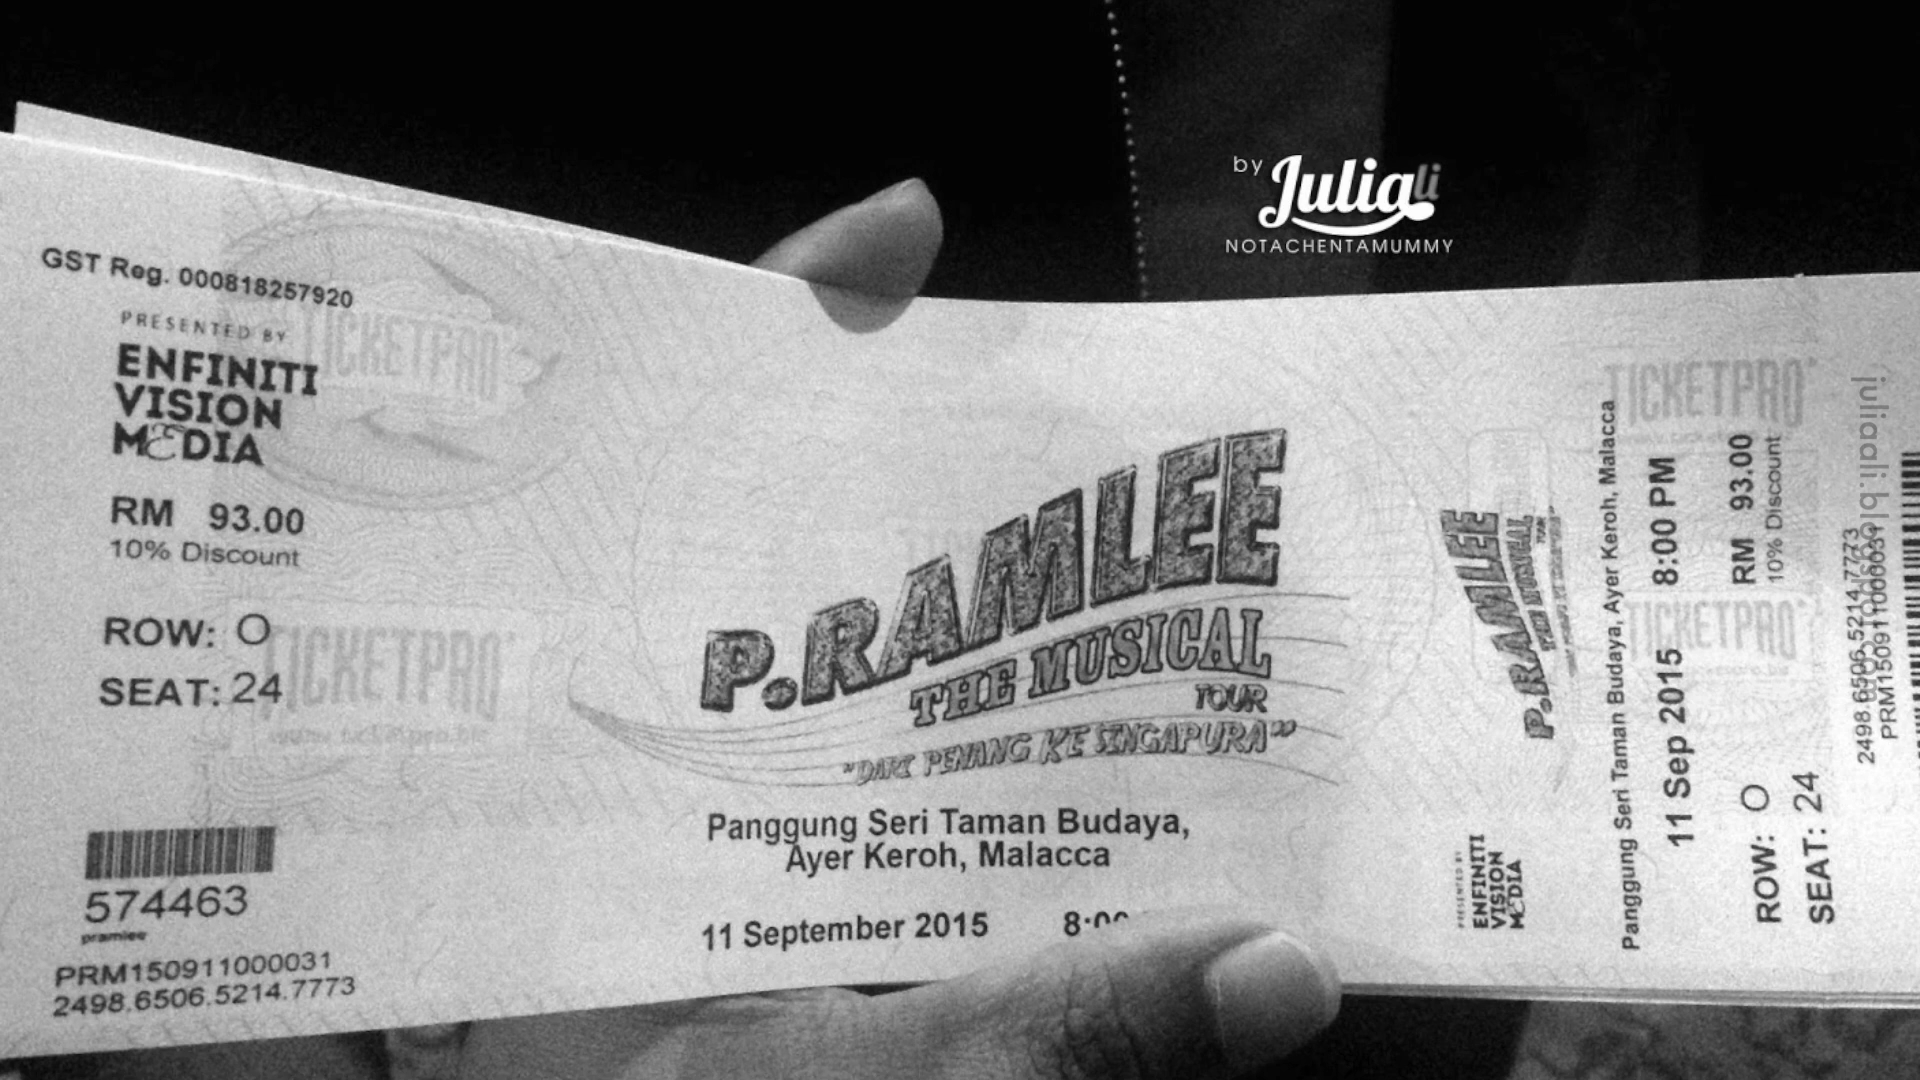 by Juliali
NOTACHENTAMUMMY
GST Reg. 000818257920
PRESENTED BY
ENFINITI
VISION
MEDIA
RM 93.00
10% Discount
ROW: O
SEAT: 24
574463
pramlee
PRM150911000031
2498.6506.5214.7773
TICKETPRO
TICKETPRO
P.RAMLEE
THE MUSICAL
TOUR
"DARI PENANG KE SINGAPURA"
Panggung Seri Taman Budaya,
Ayer Keroh, Malacca
11 September 2015 8:00
P.RAMLEE
THE MUSICAL
TOUR
PRESENTED BY
ENFINITI
VISION
MEDIA
Panggung Seri Taman Budaya, Ayer Keroh, Malacca
11 Sep 2015 8:00 PM
RM 93.00
10% Discount
ROW: O
SEAT: 24
TICKETPRO
TICKETPRO
2498.6506.5214.7773
PRM150911000031